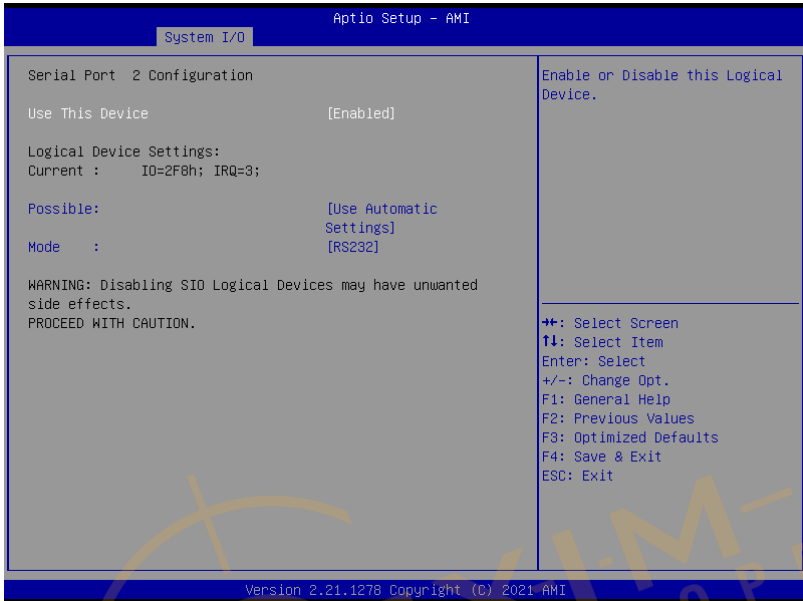 Aptio Setup – AMI
System I/O
Serial Port 2 Configuration
Use This Device [Enabled]
Logical Device Settings:
Current : IO=2F8h; IRQ=3;
Possible: [Use Automatic
Settings]
Mode : [RS232]
WARNING: Disabling SIO Logical Devices may have unwanted
side effects.
PROCEED WITH CAUTION.
Enable or Disable this Logical
Device.
→←: Select Screen
↑↓: Select Item
Enter: Select
+/-: Change Opt.
F1: General Help
F2: Previous Values
F3: Optimized Defaults
F4: Save & Exit
ESC: Exit
Version 2.21.1278 Copyright (C) 2021 AMI